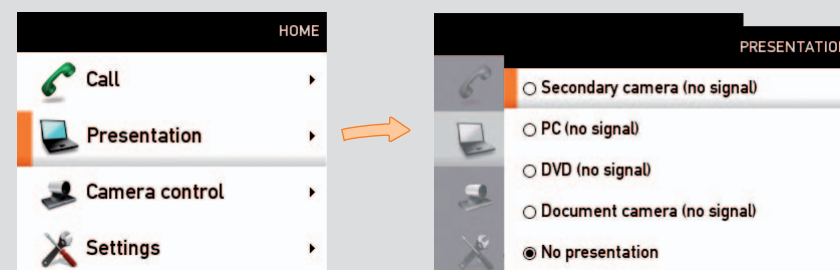 HOME
Call
Presentation
Camera control
Settings
PRESENTATION
Secondary camera (no signal)
PC (no signal)
DVD (no signal)
Document camera (no signal)
No presentation